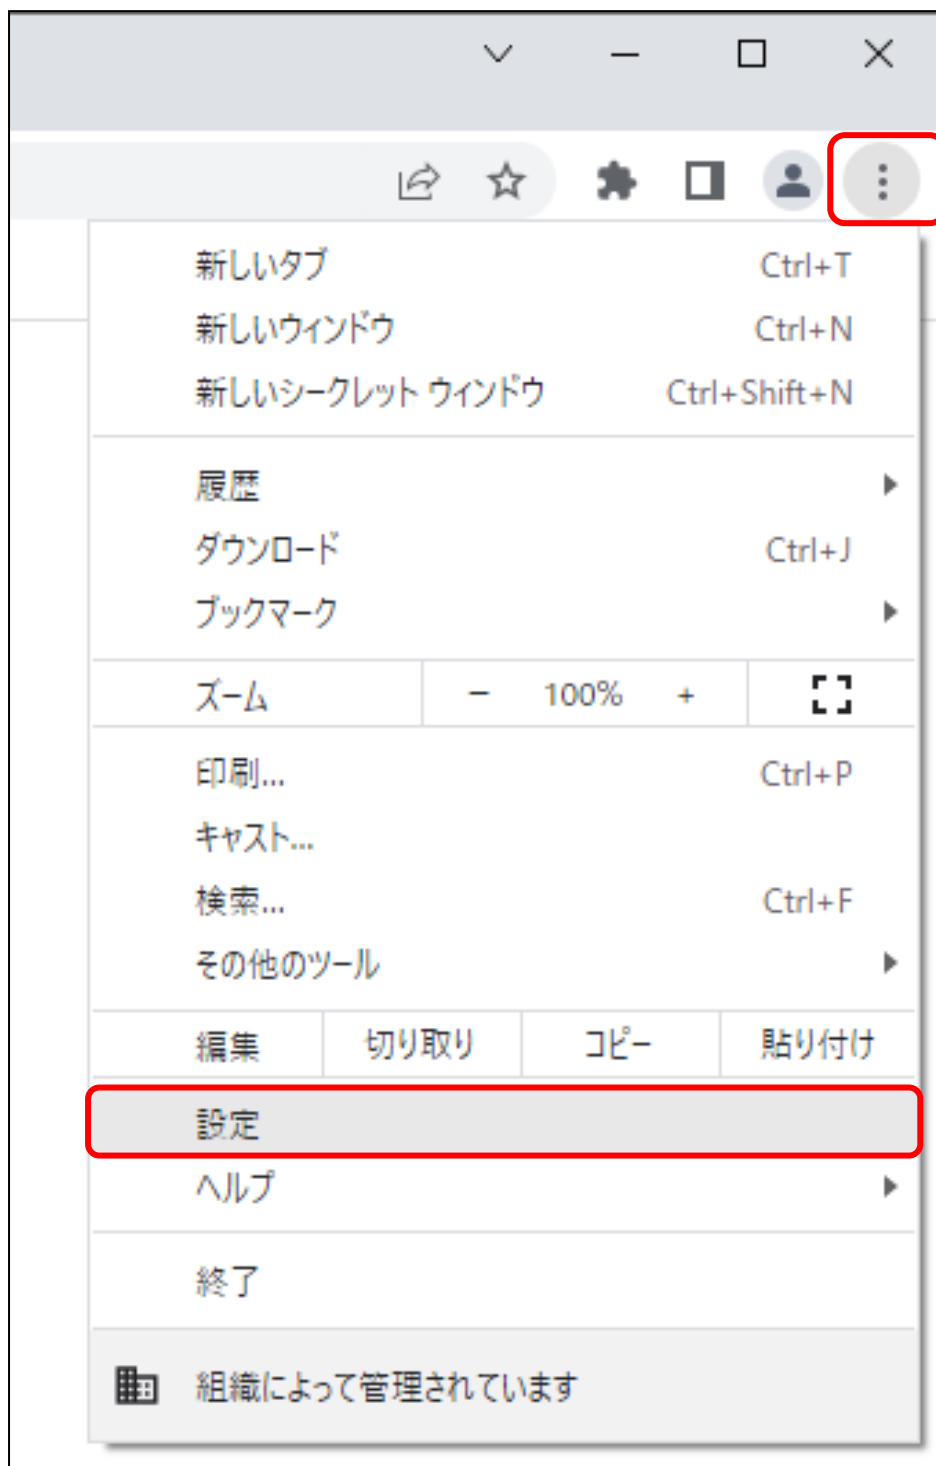 新しいタブ Ctrl+T
新しいウィンドウ Ctrl+N
新しいシークレット ウィンドウ Ctrl+Shift+N
履歴
ダウンロード Ctrl+J
ブックマーク
ズーム － 100% +
印刷... Ctrl+P
キャスト...
検索... Ctrl+F
その他のツール
編集 切り取り コピー 貼り付け
設定
ヘルプ
終了
組織によって管理されています